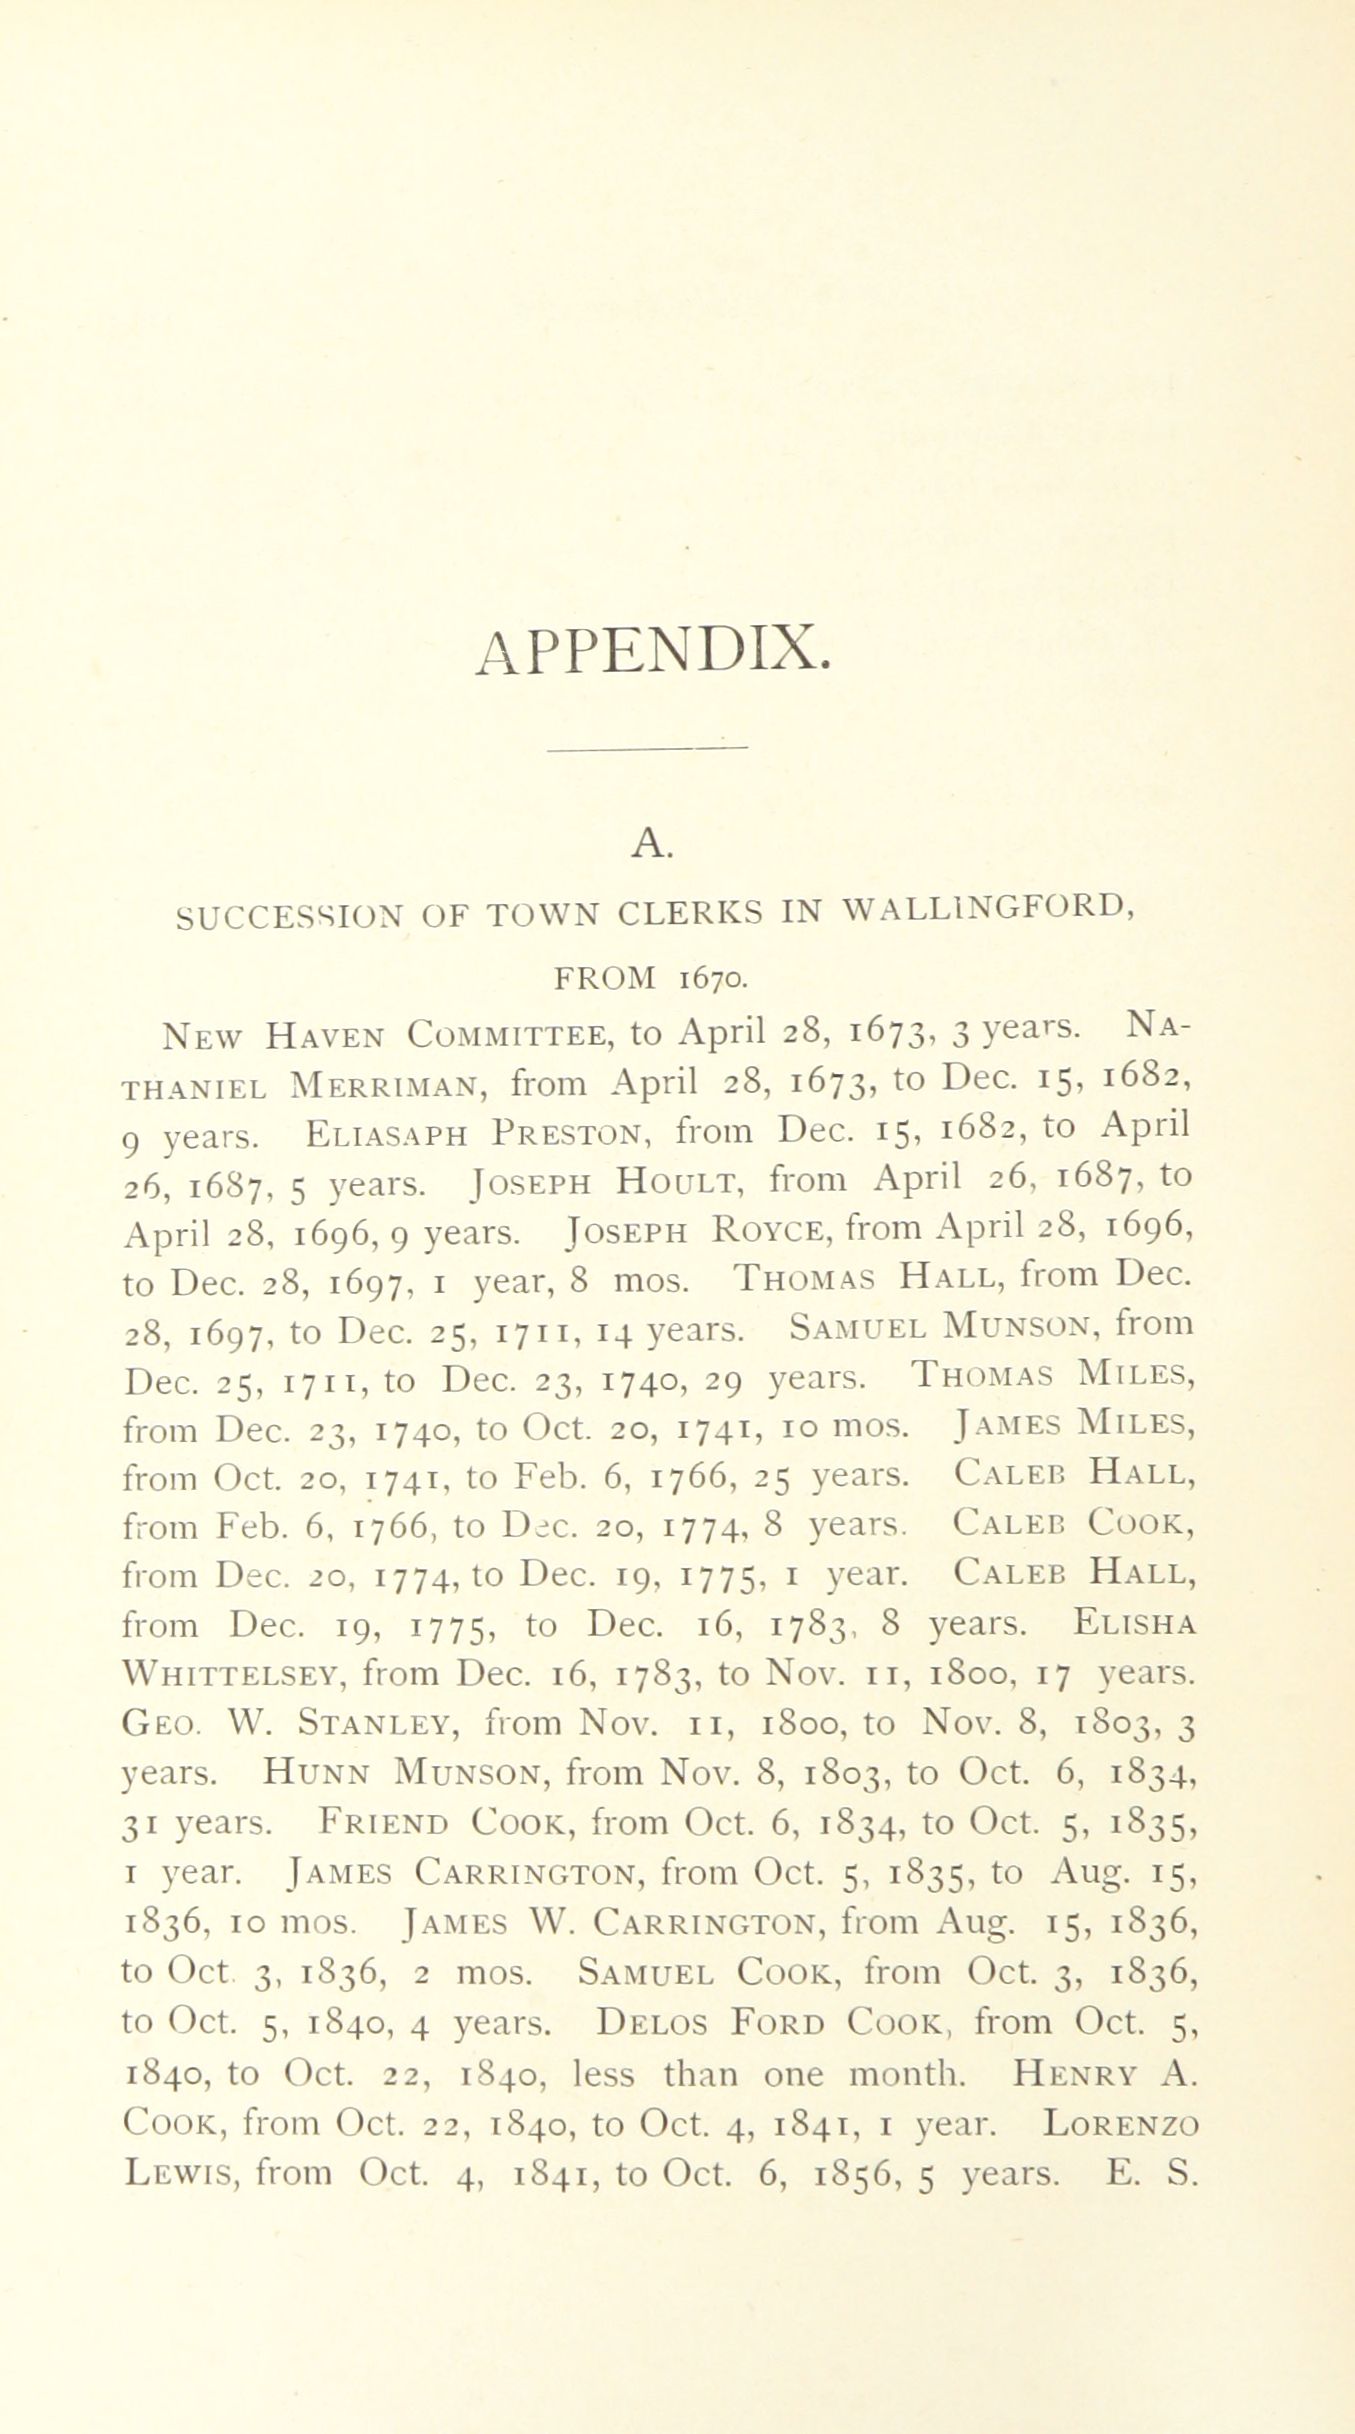 APPENDIX.
A.
SUCCESSION OF TOWN CLERKS IN WALLINGFORD,
FROM 1670.
NEW HAVEN COMMITTEE, to April 28, 1673, 3 years. NA-
THANIEL MERRIMAN, from April 28, 1673, to Dec. 15, 1682,
9 years. ELIASAPH PRESTON, from Dec. 15, 1682, to April
26, 1687, 5 years. JOSEPH HOULT, from April 26, 1687, to
April 28, 1696, 9 years. JOSEPH ROYCE, from April 28, 1696,
to Dec. 28, 1697, 1 year, 8 mos. THOMAS HALL, from Dec.
28, 1697, to Dec. 25, 1711, 14 years. SAMUEL MUNSON, from
Dec. 25, 1711, to Dec. 23, 1740, 29 years. THOMAS MILES,
from Dec. 23, 1740, to Oct. 20, 1741, 10 mos. JAMES MILES,
from Oct. 20, 1741, to Feb. 6, 1766, 25 years. CALEB HALL,
from Feb. 6, 1766, to Dec. 20, 1774, 8 years. CALEB COOK,
from Dec. 20, 1774, to Dec. 19, 1775, 1 year. CALEB HALL,
from Dec. 19, 1775, to Dec. 16, 1783, 8 years. ELISHA
WHITTELSEY, from Dec. 16, 1783, to Nov. 11, 1800, 17 years.
GEO. W. STANLEY, from Nov. 11, 1800, to Nov. 8, 1803, 3
years. HUNN MUNSON, from Nov. 8, 1803, to Oct. 6, 1834,
31 years. FRIEND COOK, from Oct. 6, 1834, to Oct. 5, 1835,
1 year. JAMES CARRINGTON, from Oct. 5, 1835, to Aug. 15,
1836, 10 mos. JAMES W. CARRINGTON, from Aug. 15, 1836,
to Oct. 3, 1836, 2 mos. SAMUEL COOK, from Oct. 3, 1836,
to Oct. 5, 1840, 4 years. DELOS FORD COOK, from Oct. 5,
1840, to Oct. 22, 1840, less than one month. HENRY A.
COOK, from Oct. 22, 1840, to Oct. 4, 1841, 1 year. LORENZO
LEWIS, from Oct. 4, 1841, to Oct. 6, 1856, 5 years. E. S.